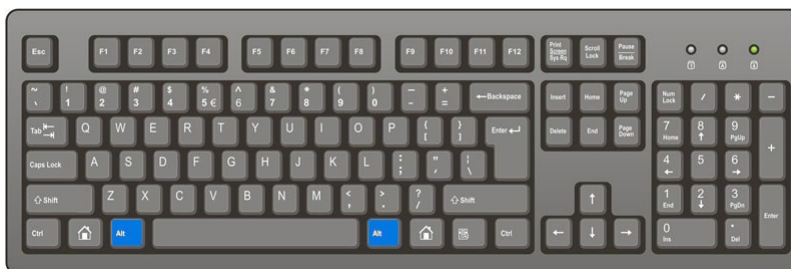 Esc F1 F2 F3 F4 F5 F6 F7 F8 F9 F10 F11 F12 Print Screen Sys Rq Scroll Lock Pause Break
~ ` ! 1 @ 2 # 3 $ 4 % 5 € ^ 6 & 7 * 8 ( 9 ) 0 _ - + = ←Backspace Insert Home Page Up Num Lock / * -
Tab Q W E R T Y U I O P { [ } ] Enter Delete End Page Down 7 Home 8 ↑ 9 PgUp +
Caps Lock A S D F G H J K L : ; " ' | \ 4 ← 5 6 →
⇧ Shift Z X C V B N M < , > . ? / ⇧ Shift ↑ 1 End 2 ↓ 3 PgDn Enter
Ctrl Alt Alt Ctrl ← ↓ → 0 Ins . Del